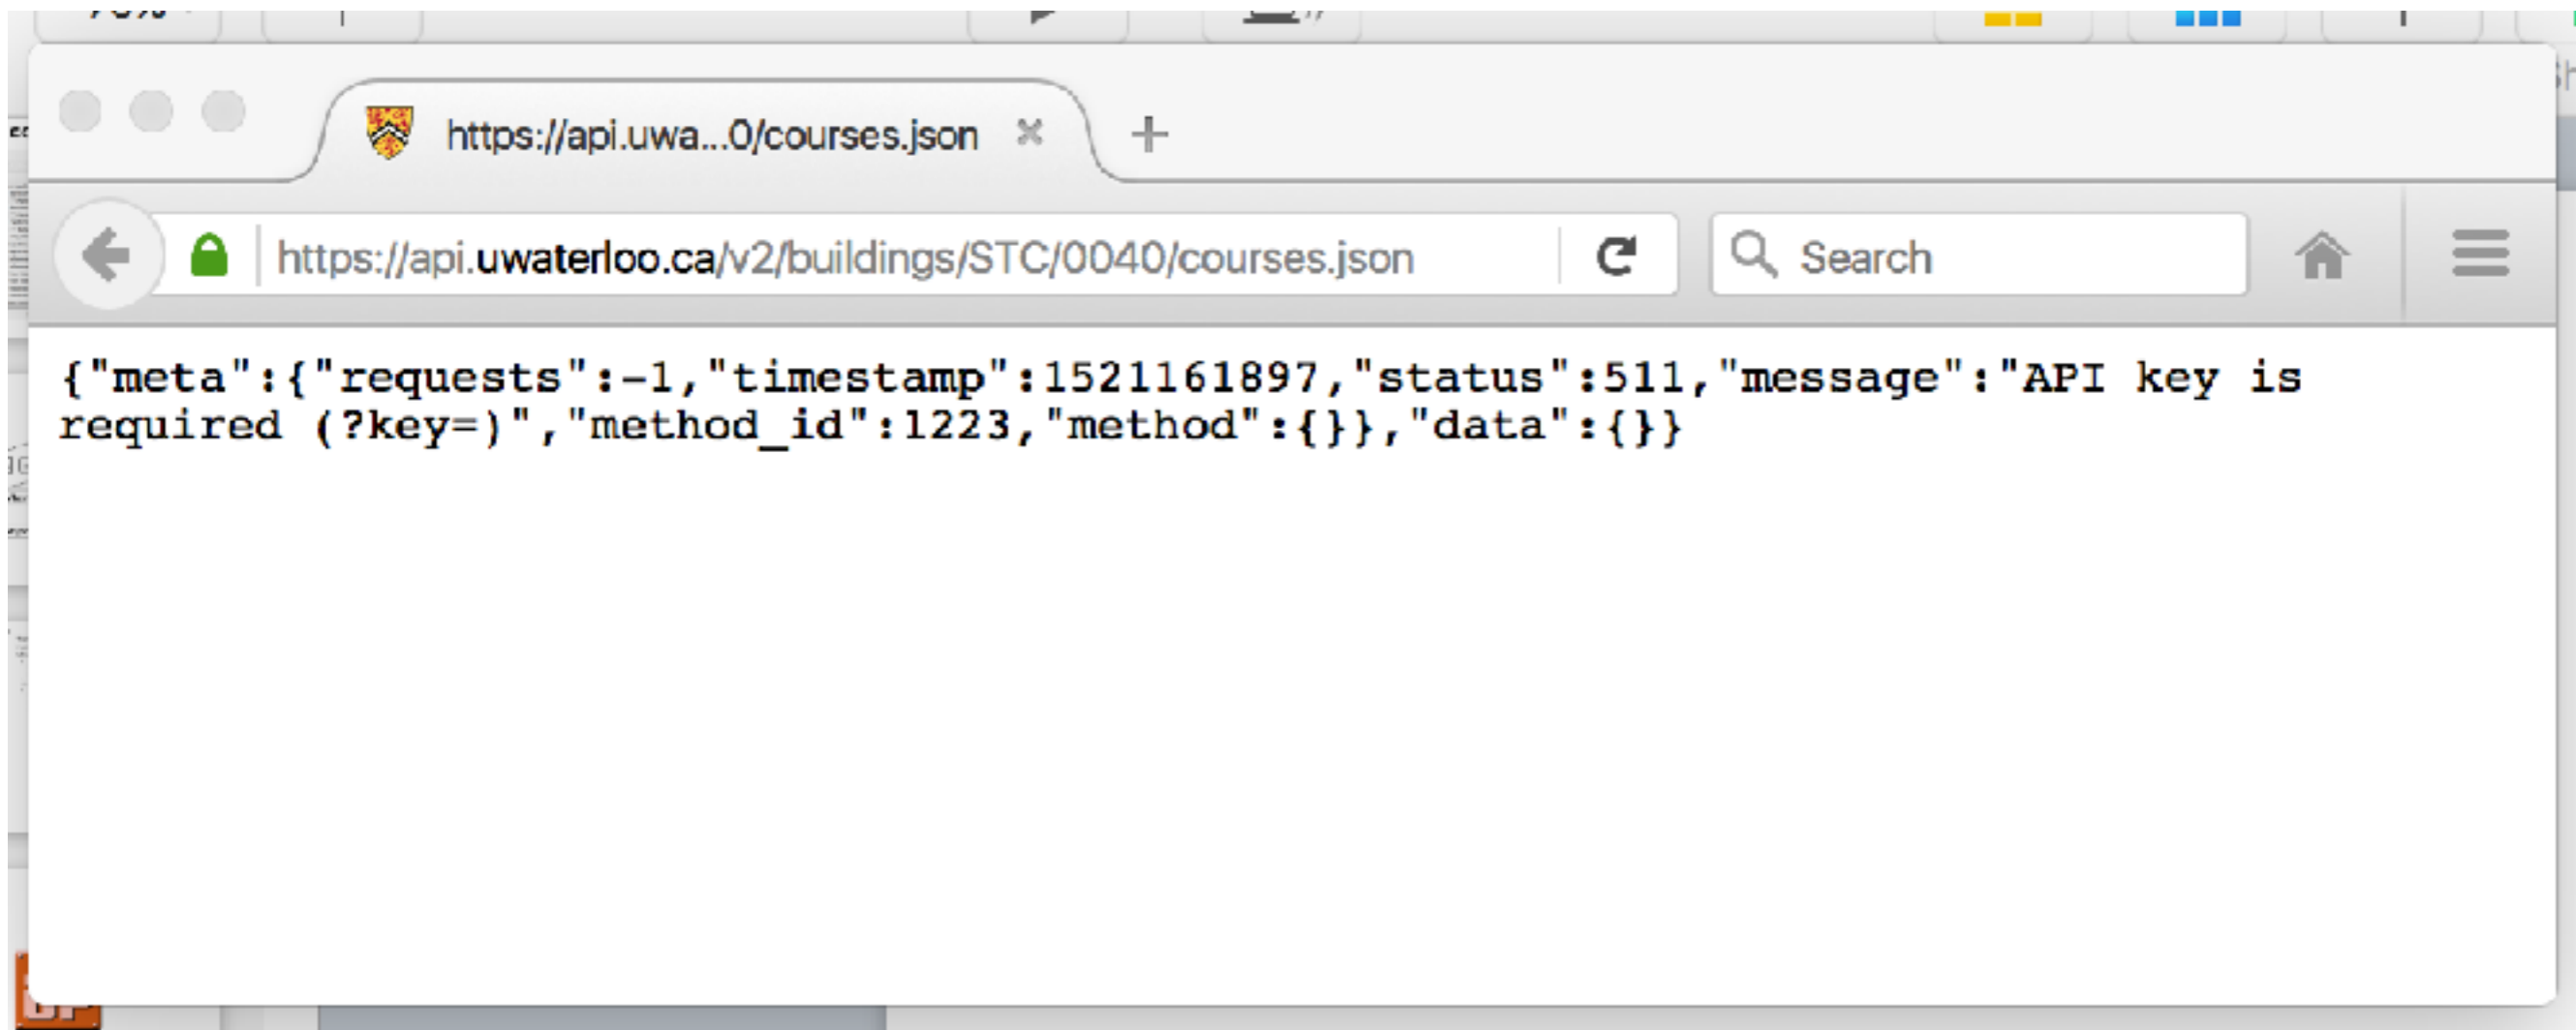 https://api.uwa...0/courses.json
https://api.uwaterloo.ca/v2/buildings/STC/0040/courses.json
Search
{"meta":{"requests":-1,"timestamp":1521161897,"status":511,"message":"API key is
required (?key=)","method_id":1223,"method":{}},"data":{}}